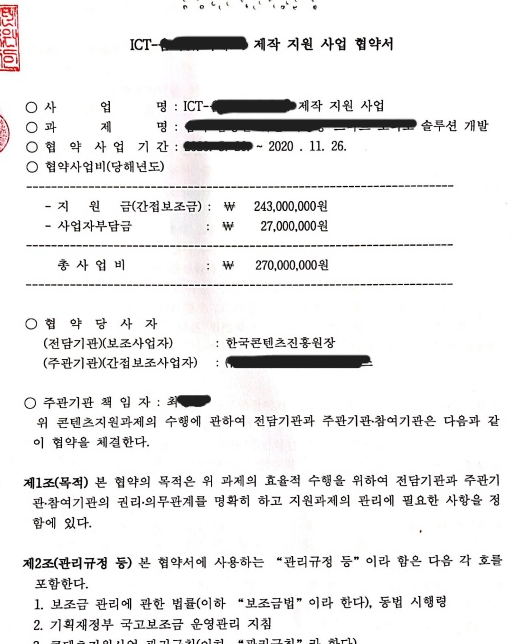 ICT- 제작 지원 사업 협약서
○ 사 업 명 : ICT- 제작 지원 사업
○ 과 제 명 : 솔루션 개발
○ 협 약 사 업 기 간 : ~ 2020 . 11. 26.
○ 협약사업비(당해년도)
- 지 원 금(간접보조금) : ₩ 243,000,000원
- 사업자부담금 : ₩ 27,000,000원
총 사 업 비 : ₩ 270,000,000원
○ 협 약 당 사 자
(전담기관)(보조사업자) : 한국콘텐츠진흥원장
(주관기관)(간접보조사업자) :
○ 주관기관 책 임 자 : 최
위 콘텐츠지원과제의 수행에 관하여 전담기관과 주관기관·참여기관은 다음과 같
이 협약을 체결한다.
제1조(목적) 본 협약의 목적은 위 과제의 효율적 수행을 위하여 전담기관과 주관기
관·참여기관의 권리·의무관계를 명확히 하고 지원과제의 관리에 필요한 사항을 정
함에 있다.
제2조(관리규정 등) 본 협약서에 사용하는 “관리규정 등”이라 함은 다음 각 호를
포함한다.
1. 보조금 관리에 관한 법률(이하 “보조금법”이라 한다), 동법 시행령
2. 기획재정부 국고보조금 운영관리 지침